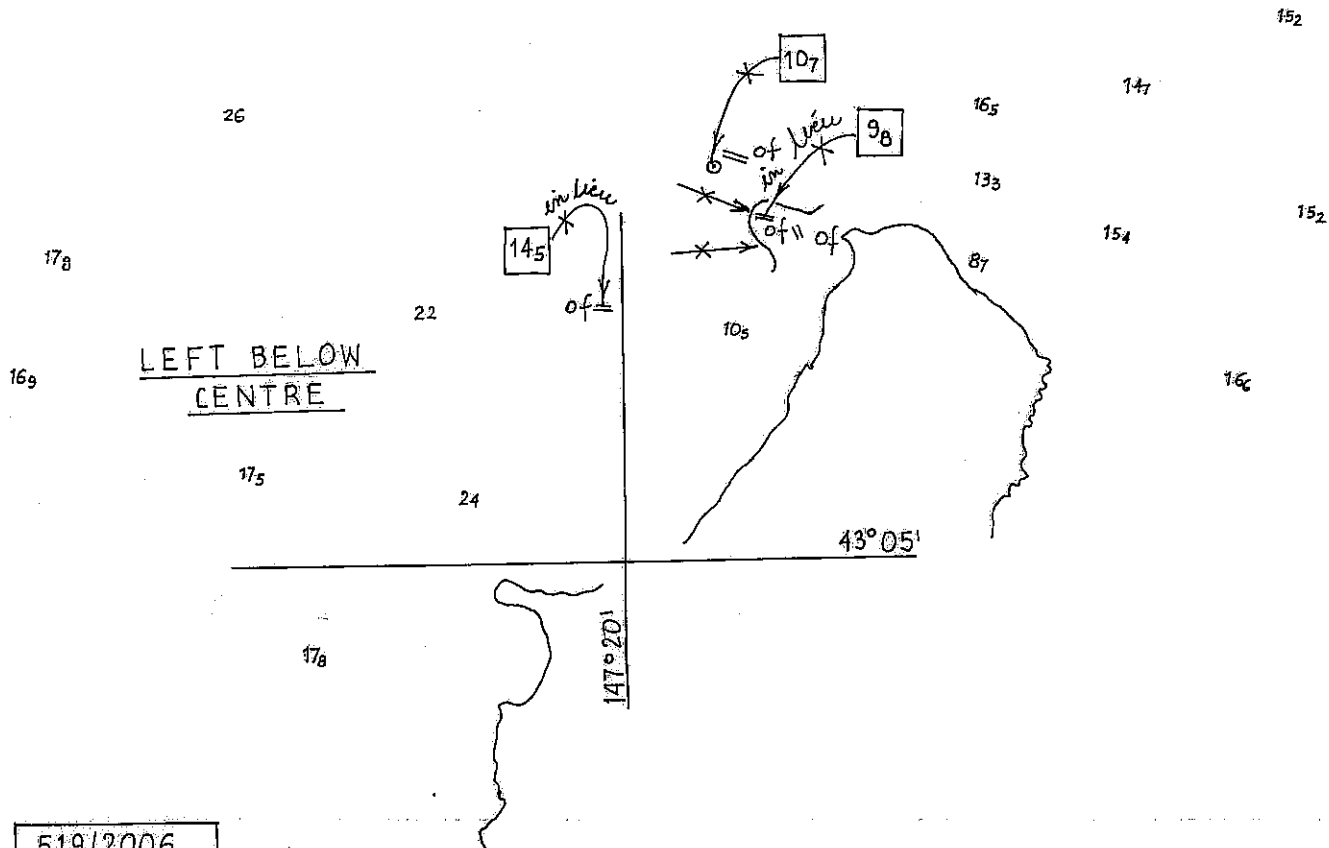 15₂
10₇
26
16₅
14₇
of
in lieu
9₈
13₃
in lieu
15₂
17₈
14₅
of
of
15₄
8₇
22
of
10₅
LEFT BELOW
CENTRE
16₉
16₆
17₅
24
43°05'
17₈
147°20'
519/2006